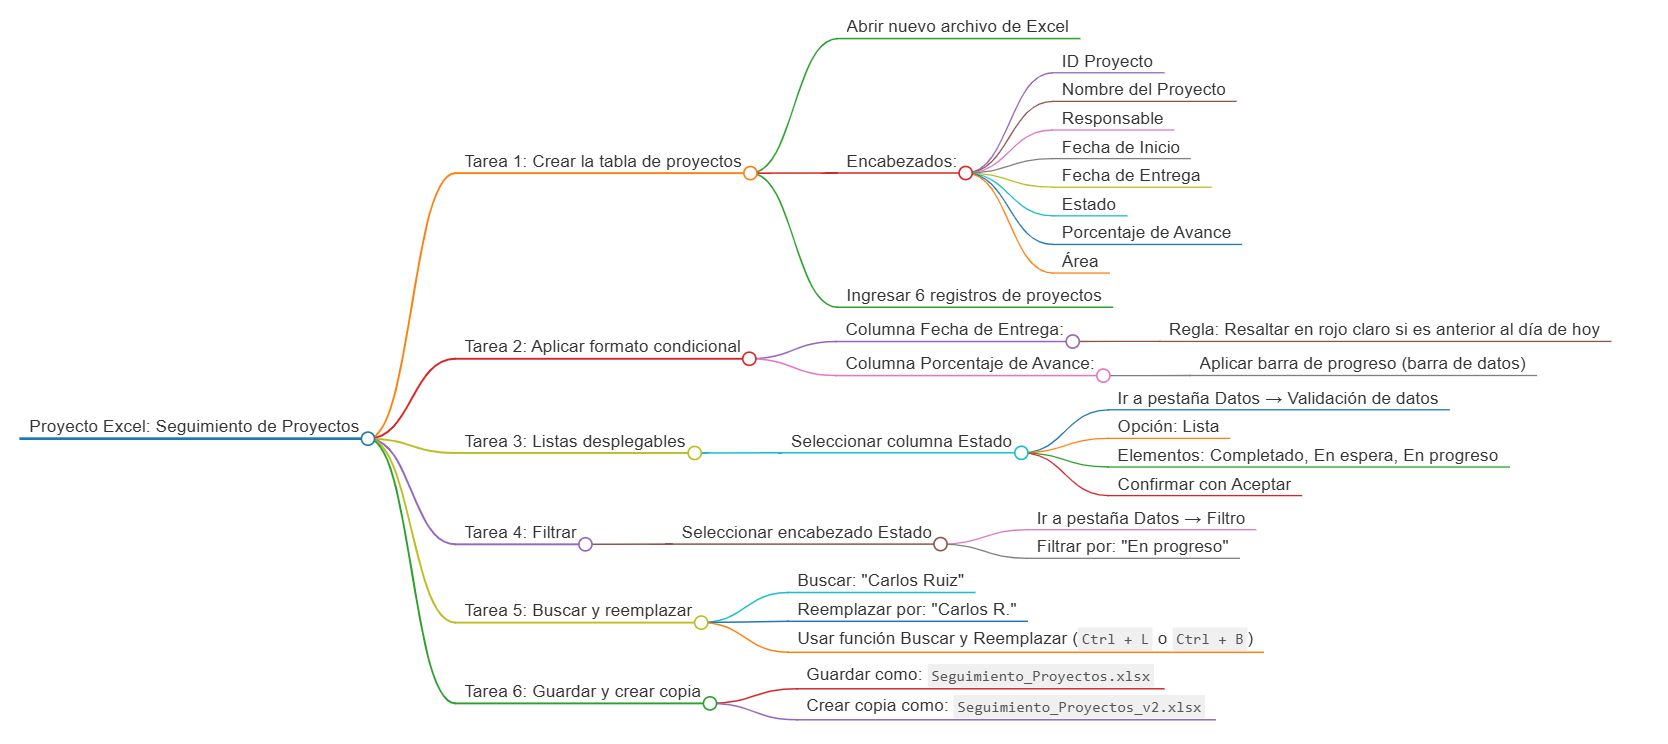 Proyecto Excel: Seguimiento de Proyectos
Tarea 1: Crear la tabla de proyectos
Abrir nuevo archivo de Excel
Encabezados:
ID Proyecto
Nombre del Proyecto
Responsable
Fecha de Inicio
Fecha de Entrega
Estado
Porcentaje de Avance
Área
Ingresar 6 registros de proyectos
Tarea 2: Aplicar formato condicional
Columna Fecha de Entrega:
Regla: Resaltar en rojo claro si es anterior al día de hoy
Columna Porcentaje de Avance:
Aplicar barra de progreso (barra de datos)
Tarea 3: Listas desplegables
Seleccionar columna Estado
Ir a pestaña Datos → Validación de datos
Opción: Lista
Elementos: Completado, En espera, En progreso
Confirmar con Aceptar
Tarea 4: Filtrar
Seleccionar encabezado Estado
Ir a pestaña Datos → Filtro
Filtrar por: "En progreso"
Tarea 5: Buscar y reemplazar
Buscar: "Carlos Ruiz"
Reemplazar por: "Carlos R."
Usar función Buscar y Reemplazar (Ctrl + L o Ctrl + B)
Tarea 6: Guardar y crear copia
Guardar como: Seguimiento_Proyectos.xlsx
Crear copia como: Seguimiento_Proyectos_v2.xlsx